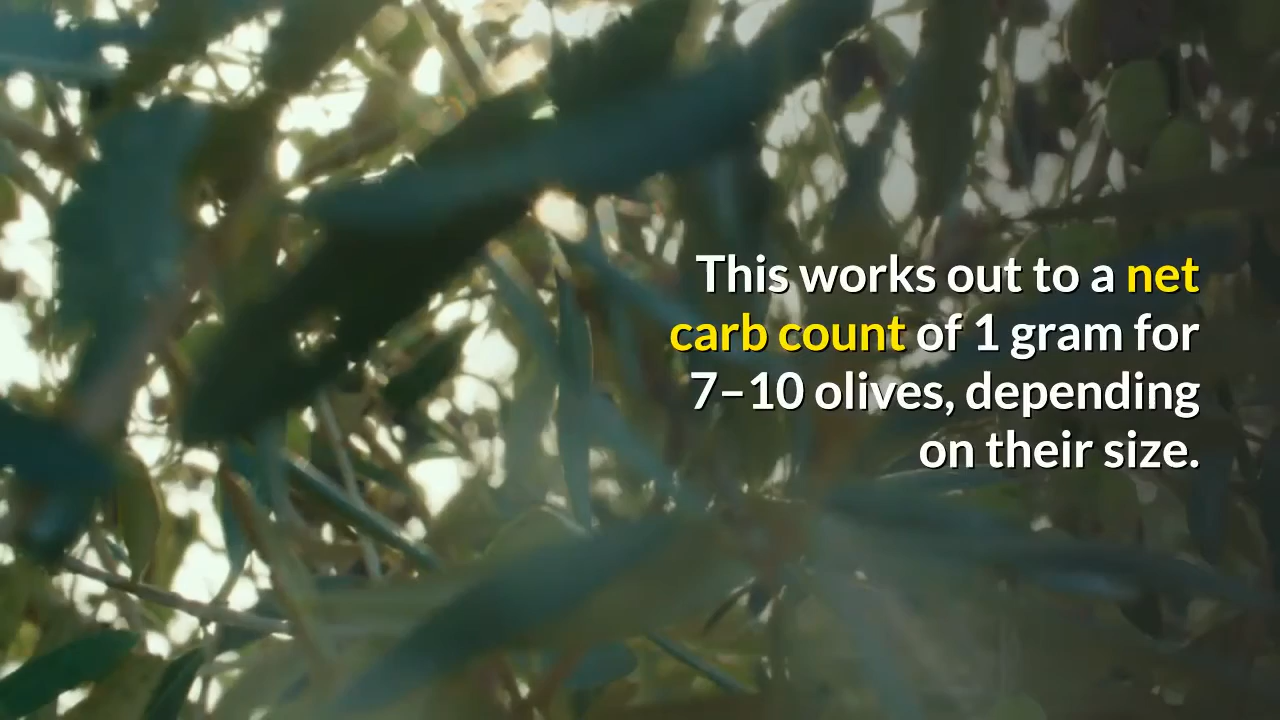 This works out to a net
carb count of 1 gram for
7–10 olives, depending
on their size.